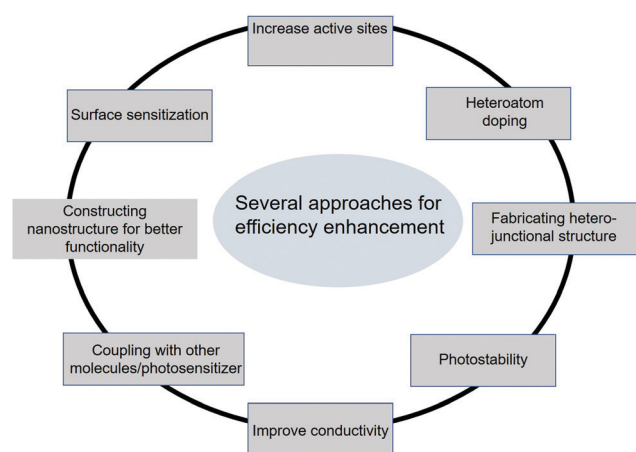 Increase active sites
Heteroatom
doping
Fabricating hetero-
junctional structure
Photostability
Improve conductivity
Coupling with other
molecules/photosensitizer
Constructing
nanostructure for better
functionality
Surface sensitization
Several approaches for
efficiency enhancement